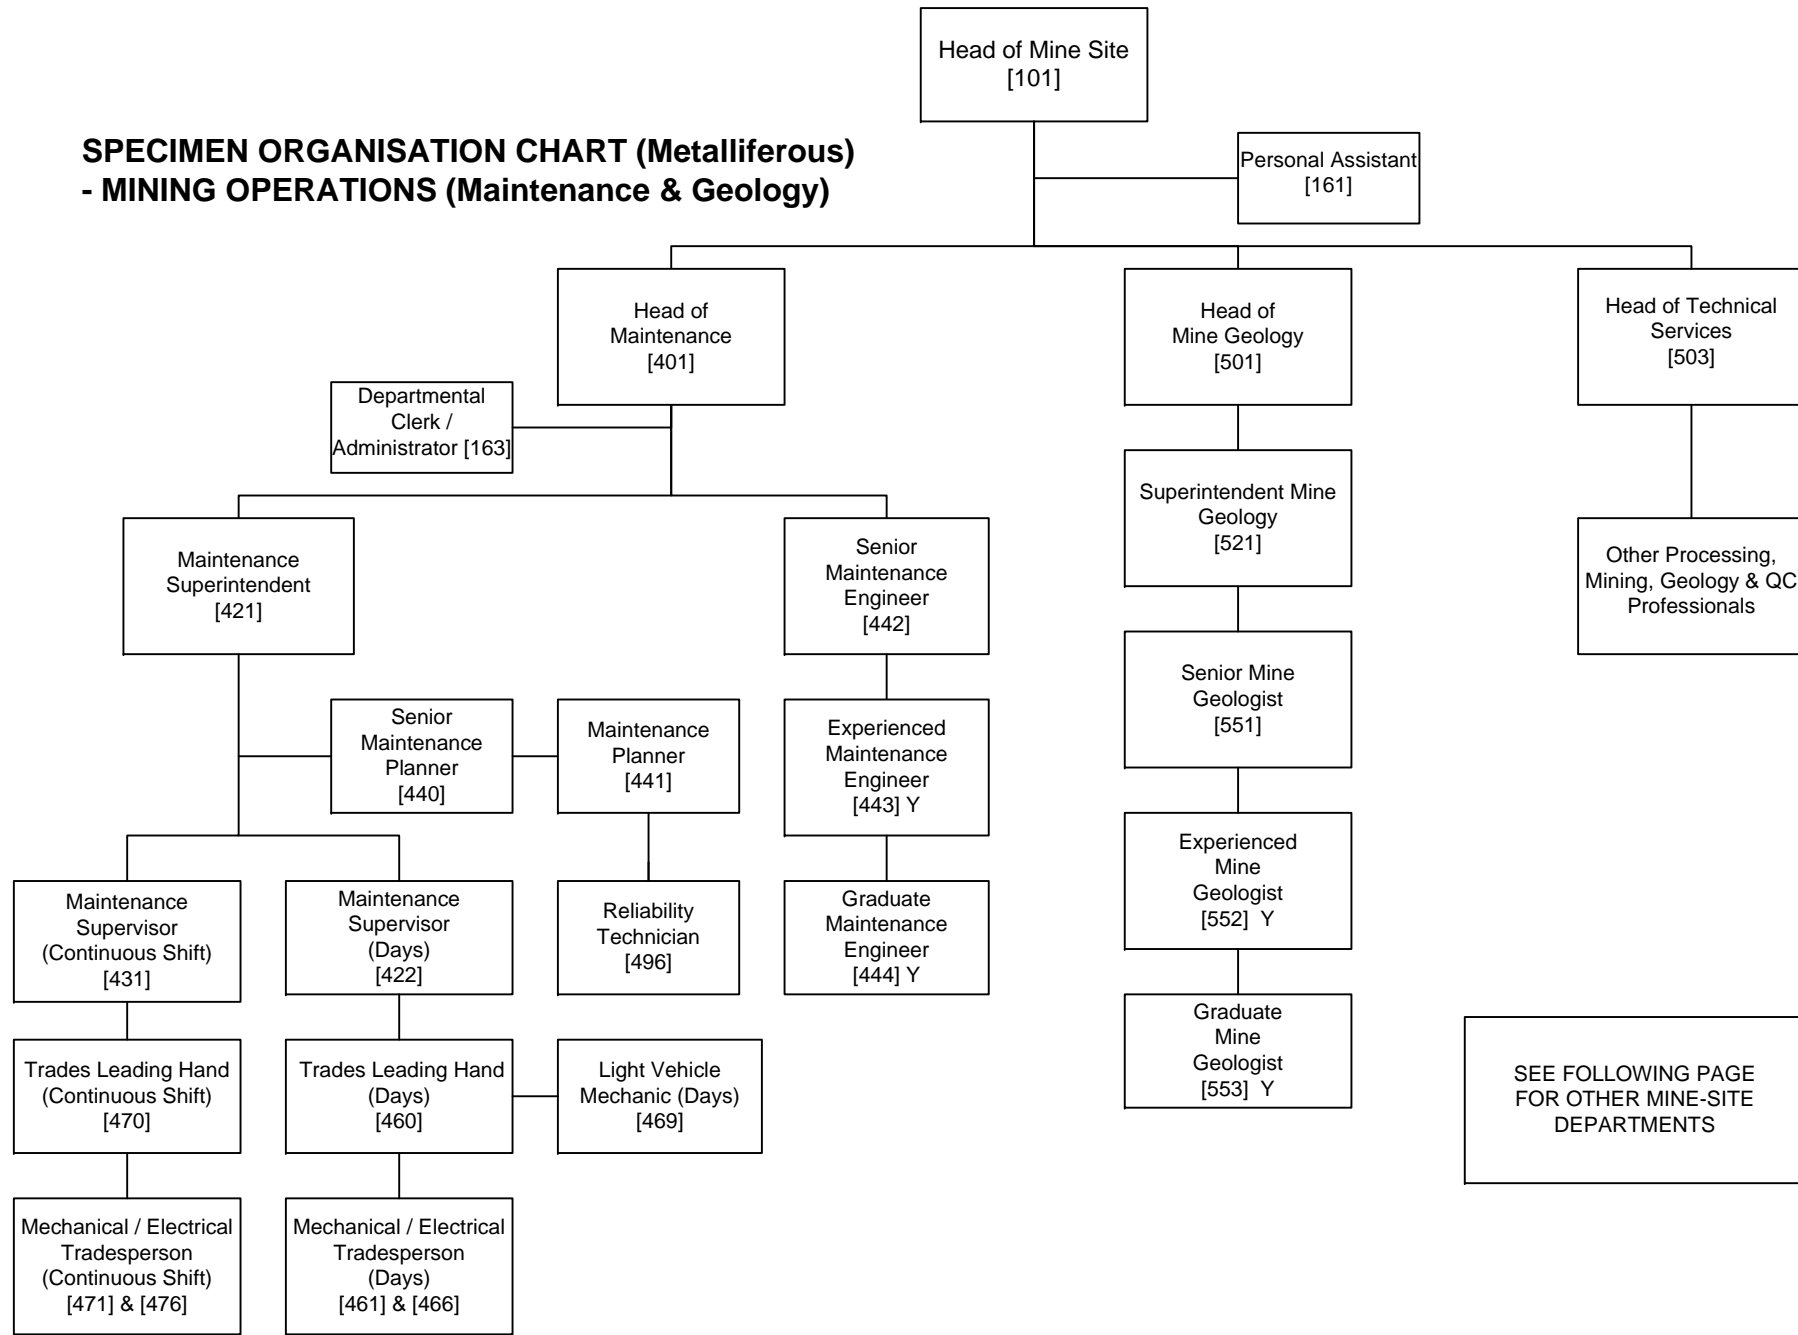 Head of Mine Site
[101]
SPECIMEN ORGANISATION CHART (Metalliferous)
- MINING OPERATIONS (Maintenance & Geology)
Personal Assistant
[161]
Head of
Maintenance
[401]
Head of
Mine Geology
[501]
Head of Technical
Services
[503]
Departmental
Clerk /
Administrator [163]
Maintenance
Superintendent
[421]
Senior
Maintenance
Engineer
[442]
Superintendent Mine
Geology
[521]
Other Processing,
Mining, Geology & QC
Professionals
Senior
Maintenance
Planner
[440]
Maintenance
Planner
[441]
Experienced
Maintenance
Engineer
[443] Y
Senior Mine
Geologist
[551]
Maintenance
Supervisor
(Continuous Shift)
[431]
Maintenance
Supervisor
(Days)
[422]
Reliability
Technician
[496]
Graduate
Maintenance
Engineer
[444] Y
Experienced
Mine
Geologist
[552] Y
Trades Leading Hand
(Continuous Shift)
[470]
Trades Leading Hand
(Days)
[460]
Light Vehicle
Mechanic (Days)
[469]
Graduate
Mine
Geologist
[553] Y
SEE FOLLOWING PAGE
FOR OTHER MINE-SITE
DEPARTMENTS
Mechanical / Electrical
Tradesperson
(Continuous Shift)
[471] & [476]
Mechanical / Electrical
Tradesperson
(Days)
[461] & [466]